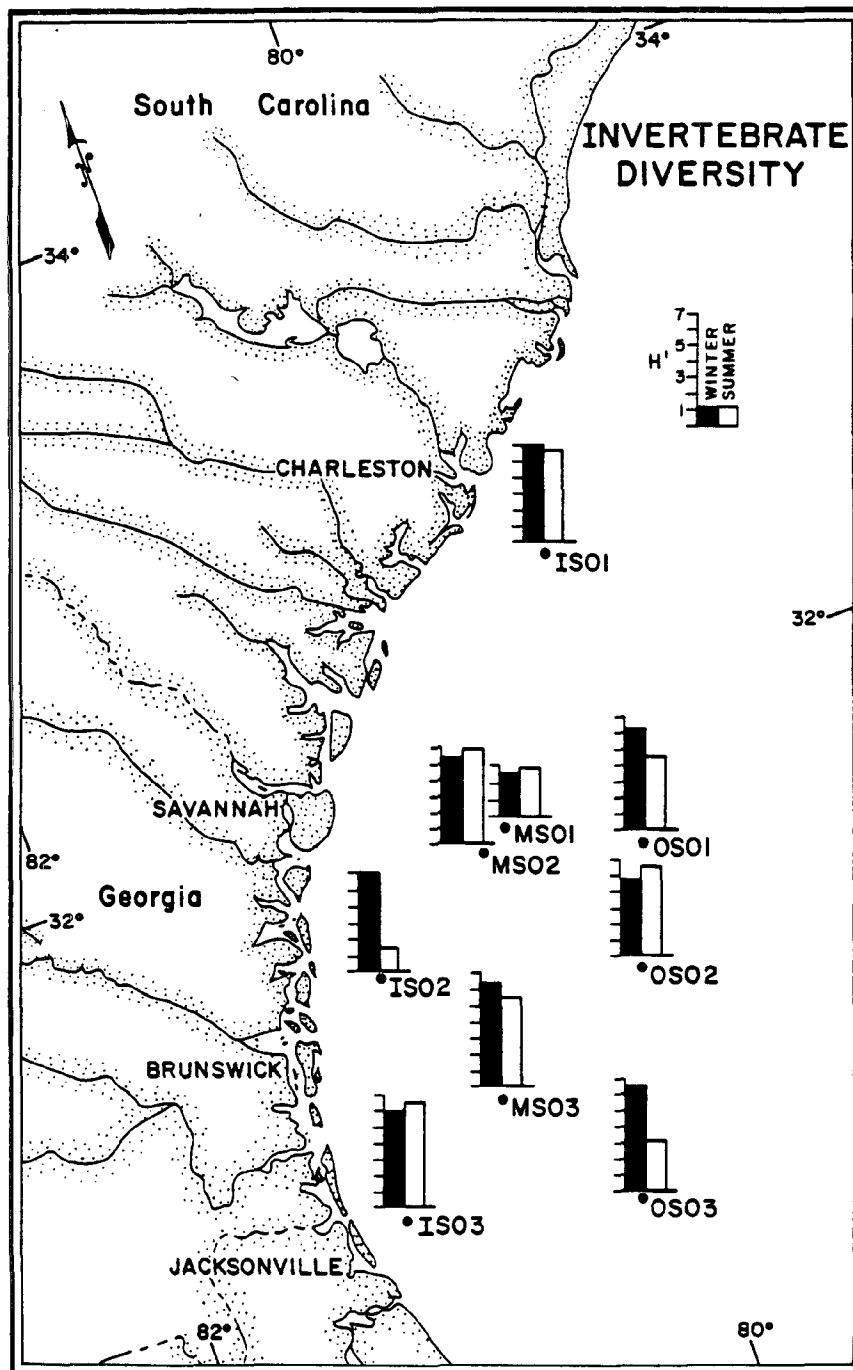 80°
34°
South Carolina
INVERTEBRATE
DIVERSITY
N
34°
7
5
3
1
H'
WINTER
SUMMER
CHARLESTON
IS01
32°
SAVANNAH
MS01
OS01
MS02
82°
Georgia
32°
IS02
OS02
BRUNSWICK
MS03
IS03
OS03
JACKSONVILLE
82°
80°